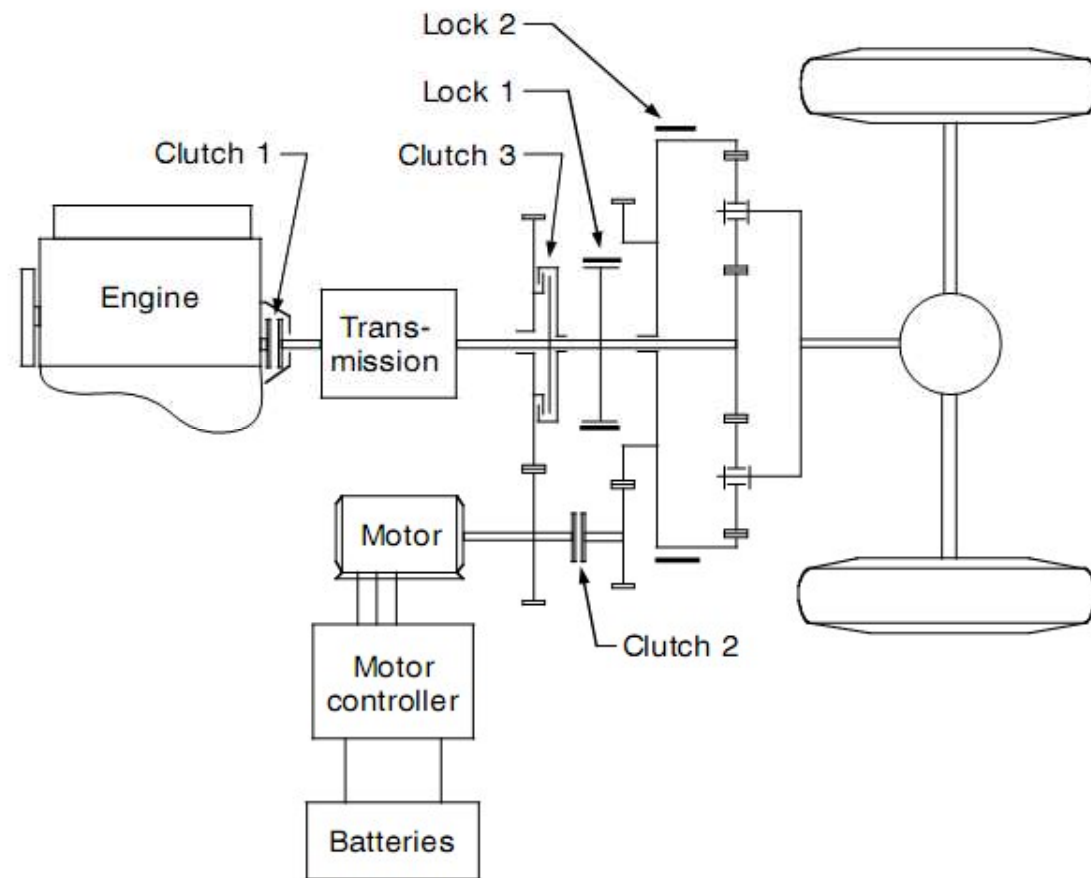 Lock 2
Lock 1
Clutch 1
Clutch 3
Engine
Trans-
mission
Motor
Clutch 2
Motor
controller
Batteries